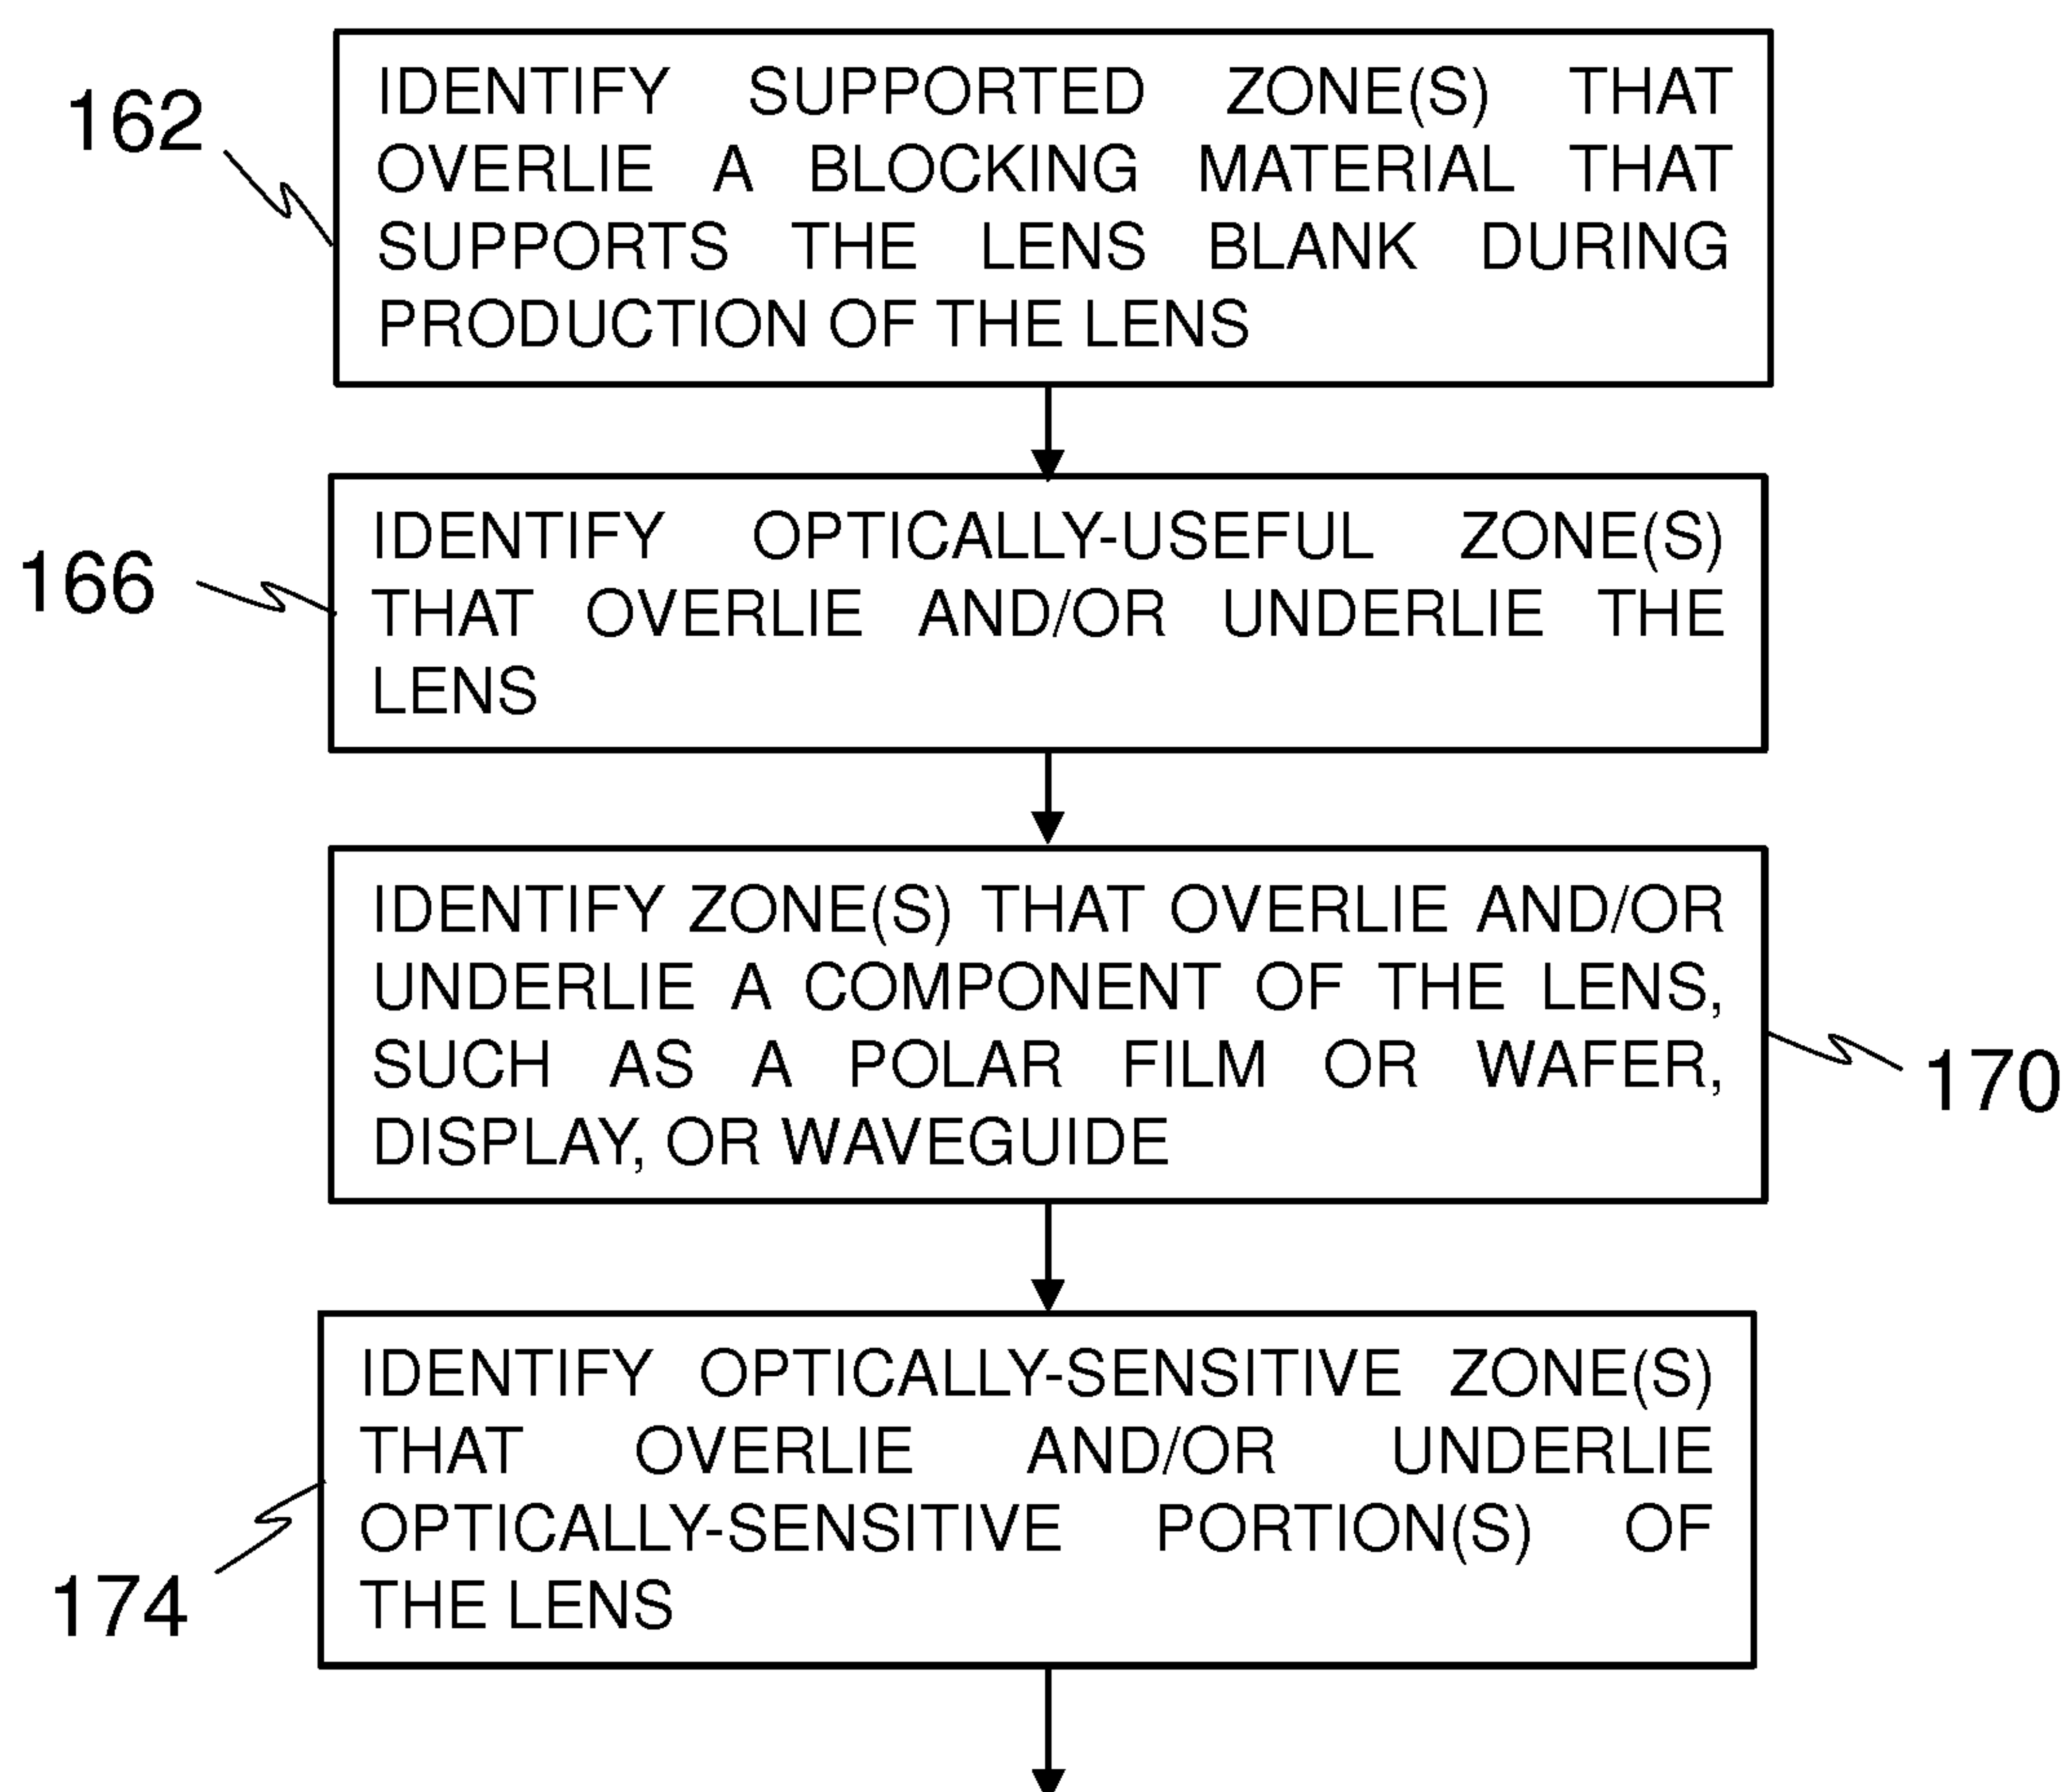 162
IDENTIFY SUPPORTED ZONE(S) THAT
OVERLIE A BLOCKING MATERIAL THAT
SUPPORTS THE LENS BLANK DURING
PRODUCTION OF THE LENS
166
IDENTIFY OPTICALLY-USEFUL ZONE(S)
THAT OVERLIE AND/OR UNDERLIE THE
LENS
IDENTIFY ZONE(S) THAT OVERLIE AND/OR
UNDERLIE A COMPONENT OF THE LENS,
SUCH AS A POLAR FILM OR WAFER,
DISPLAY, OR WAVEGUIDE
170
IDENTIFY OPTICALLY-SENSITIVE ZONE(S)
THAT OVERLIE AND/OR UNDERLIE
OPTICALLY-SENSITIVE PORTION(S) OF
THE LENS
174